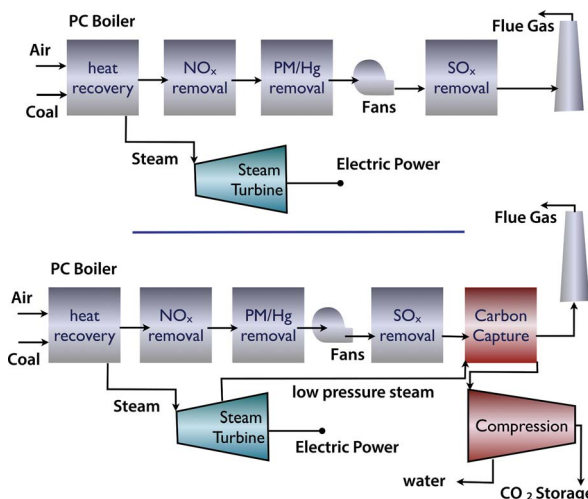 PC Boiler
Flue Gas
Air
Coal
heat
recovery
NOx
removal
PM/Hg
removal
Fans
SOx
removal
Steam
Steam
Turbine
Electric Power
Flue Gas
PC Boiler
Air
Coal
heat
recovery
NOx
removal
PM/Hg
removal
Fans
SOx
removal
Carbon
Capture
low pressure steam
Steam
Steam
Turbine
Electric Power
Compression
water
CO2 Storage